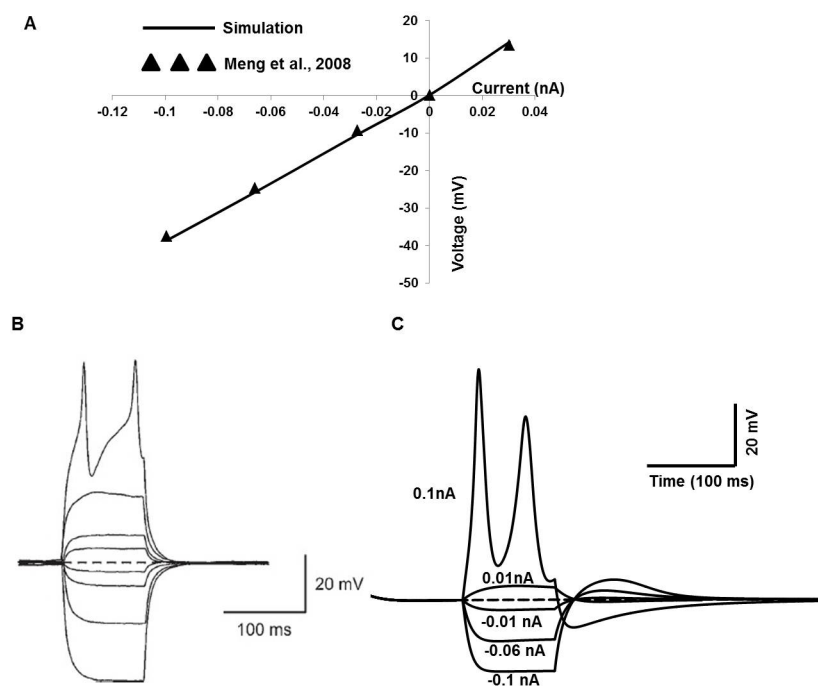 A
Simulation
Meng et al., 2008
20
10
0
Current (nA)
-0.12 -0.1 -0.08 -0.06 -0.04 -0.02 0 0.02 0.04
-10
-20
-30
-40
-50
Voltage (mV)
B
20 mV
100 ms
C
0.1nA
0.01nA
-0.01 nA
-0.06 nA
-0.1 nA
20 mV
Time (100 ms)